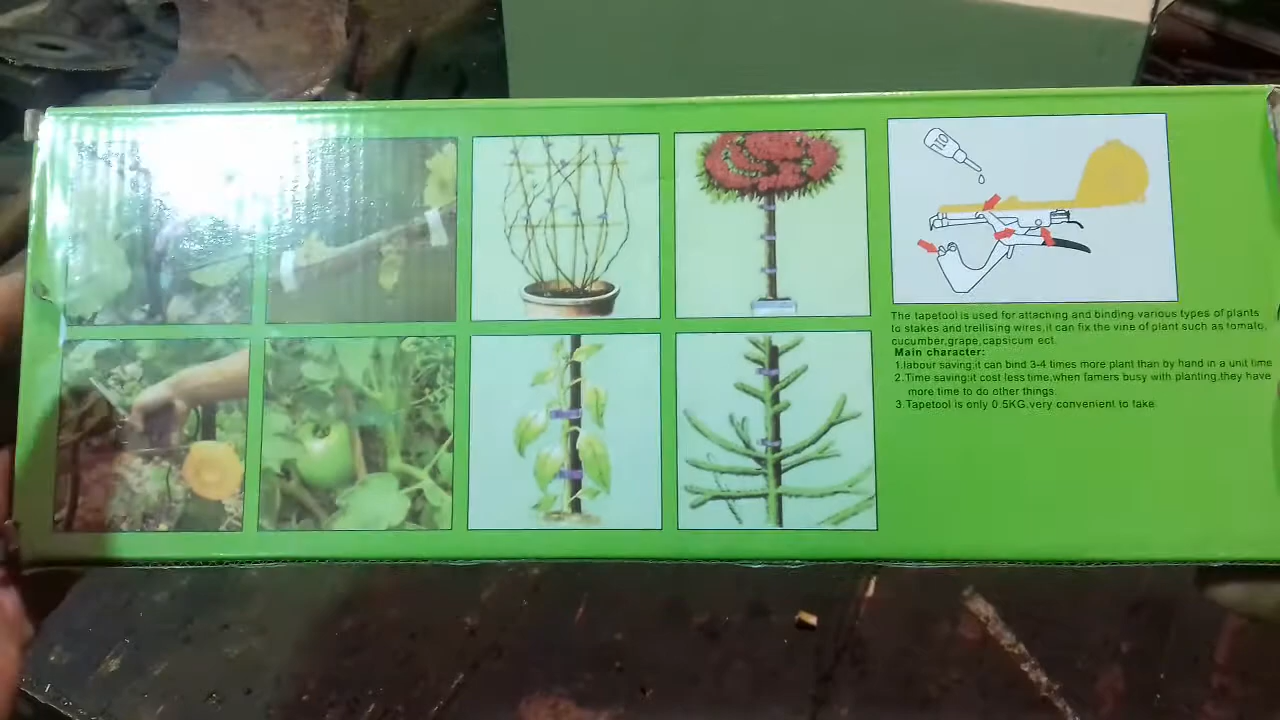 OIL
The tapetool is used for attaching and binding various types of plants
to stakes and trellising wires,it can fix the vine of plant such as tomato,
cucumber,grape,capsicum ect.
Main character:
1.labour saving:it can bind 3-4 times more plant than by hand in a unit time
2.Time saving:it cost less time,when famers busy with planting,they have
more time to do other things.
3.Tapetool is only 0.5KG,very convenient to take